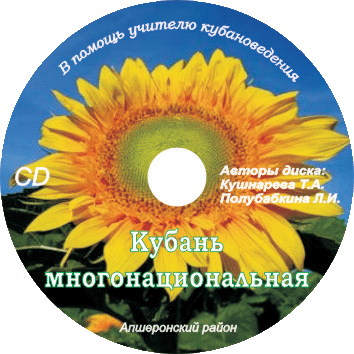 В помощь учителю кубановедения
CD
Авторы диска:
Кушнарева Т.А.
Полубабкина Л.И.
Кубань
многонациональная
Апшеронский район